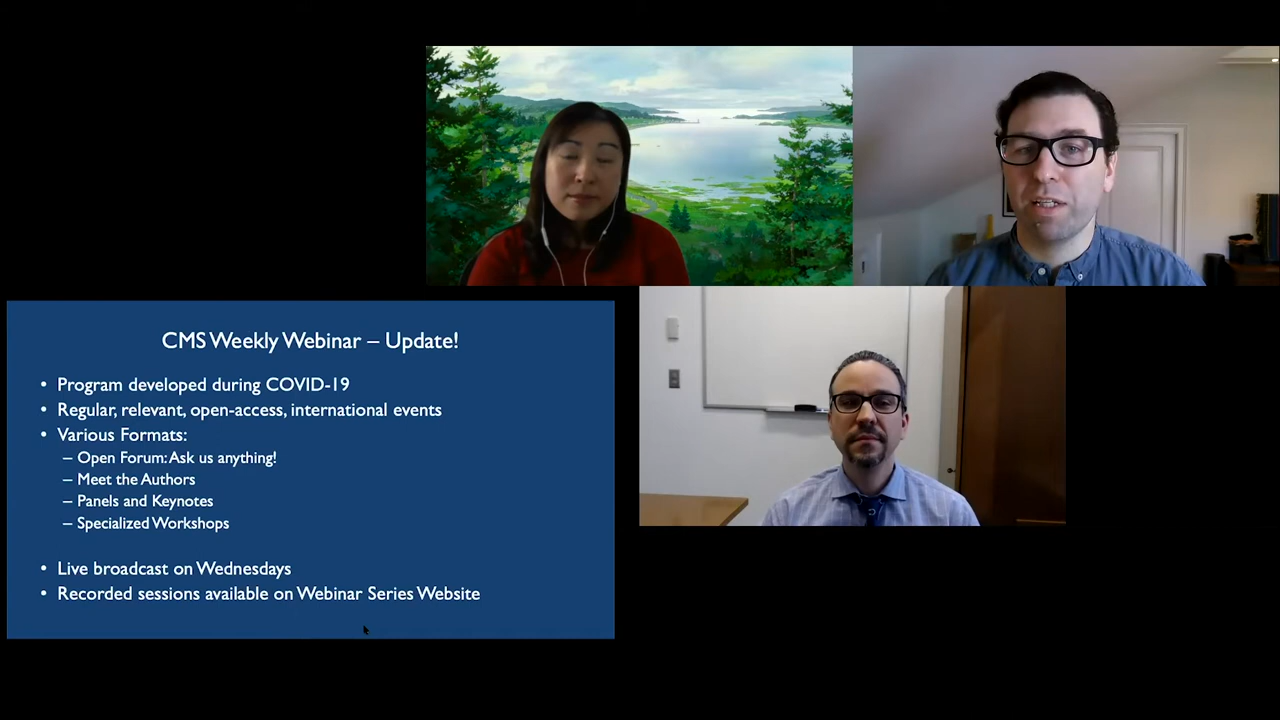 CMS Weekly Webinar – Update!
• Program developed during COVID-19
• Regular, relevant, open-access, international events
• Various Formats:
– Open Forum: Ask us anything!
– Meet the Authors
– Panels and Keynotes
– Specialized Workshops
• Live broadcast on Wednesdays
• Recorded sessions available on Webinar Series Website